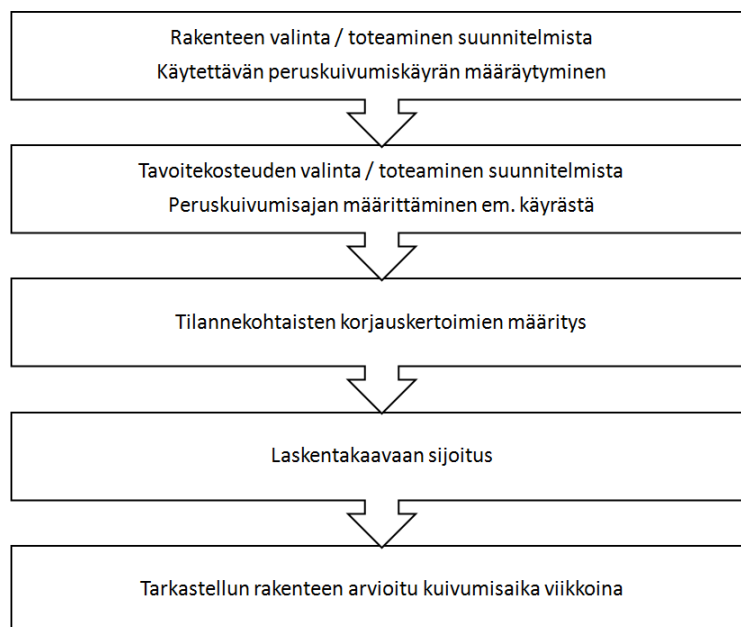 Rakenteen valinta / toteaminen suunnitelmista
Käytettävän peruskuivumiskäyrän määräytyminen
Tavoitekosteuden valinta / toteaminen suunnitelmista
Peruskuivumisajan määrittäminen em. käyrästä
Tilannekohtaisten korjauskertoimien määritys
Laskentakaavaan sijoitus
Tarkastellun rakenteen arvioitu kuivumisaika viikkoina